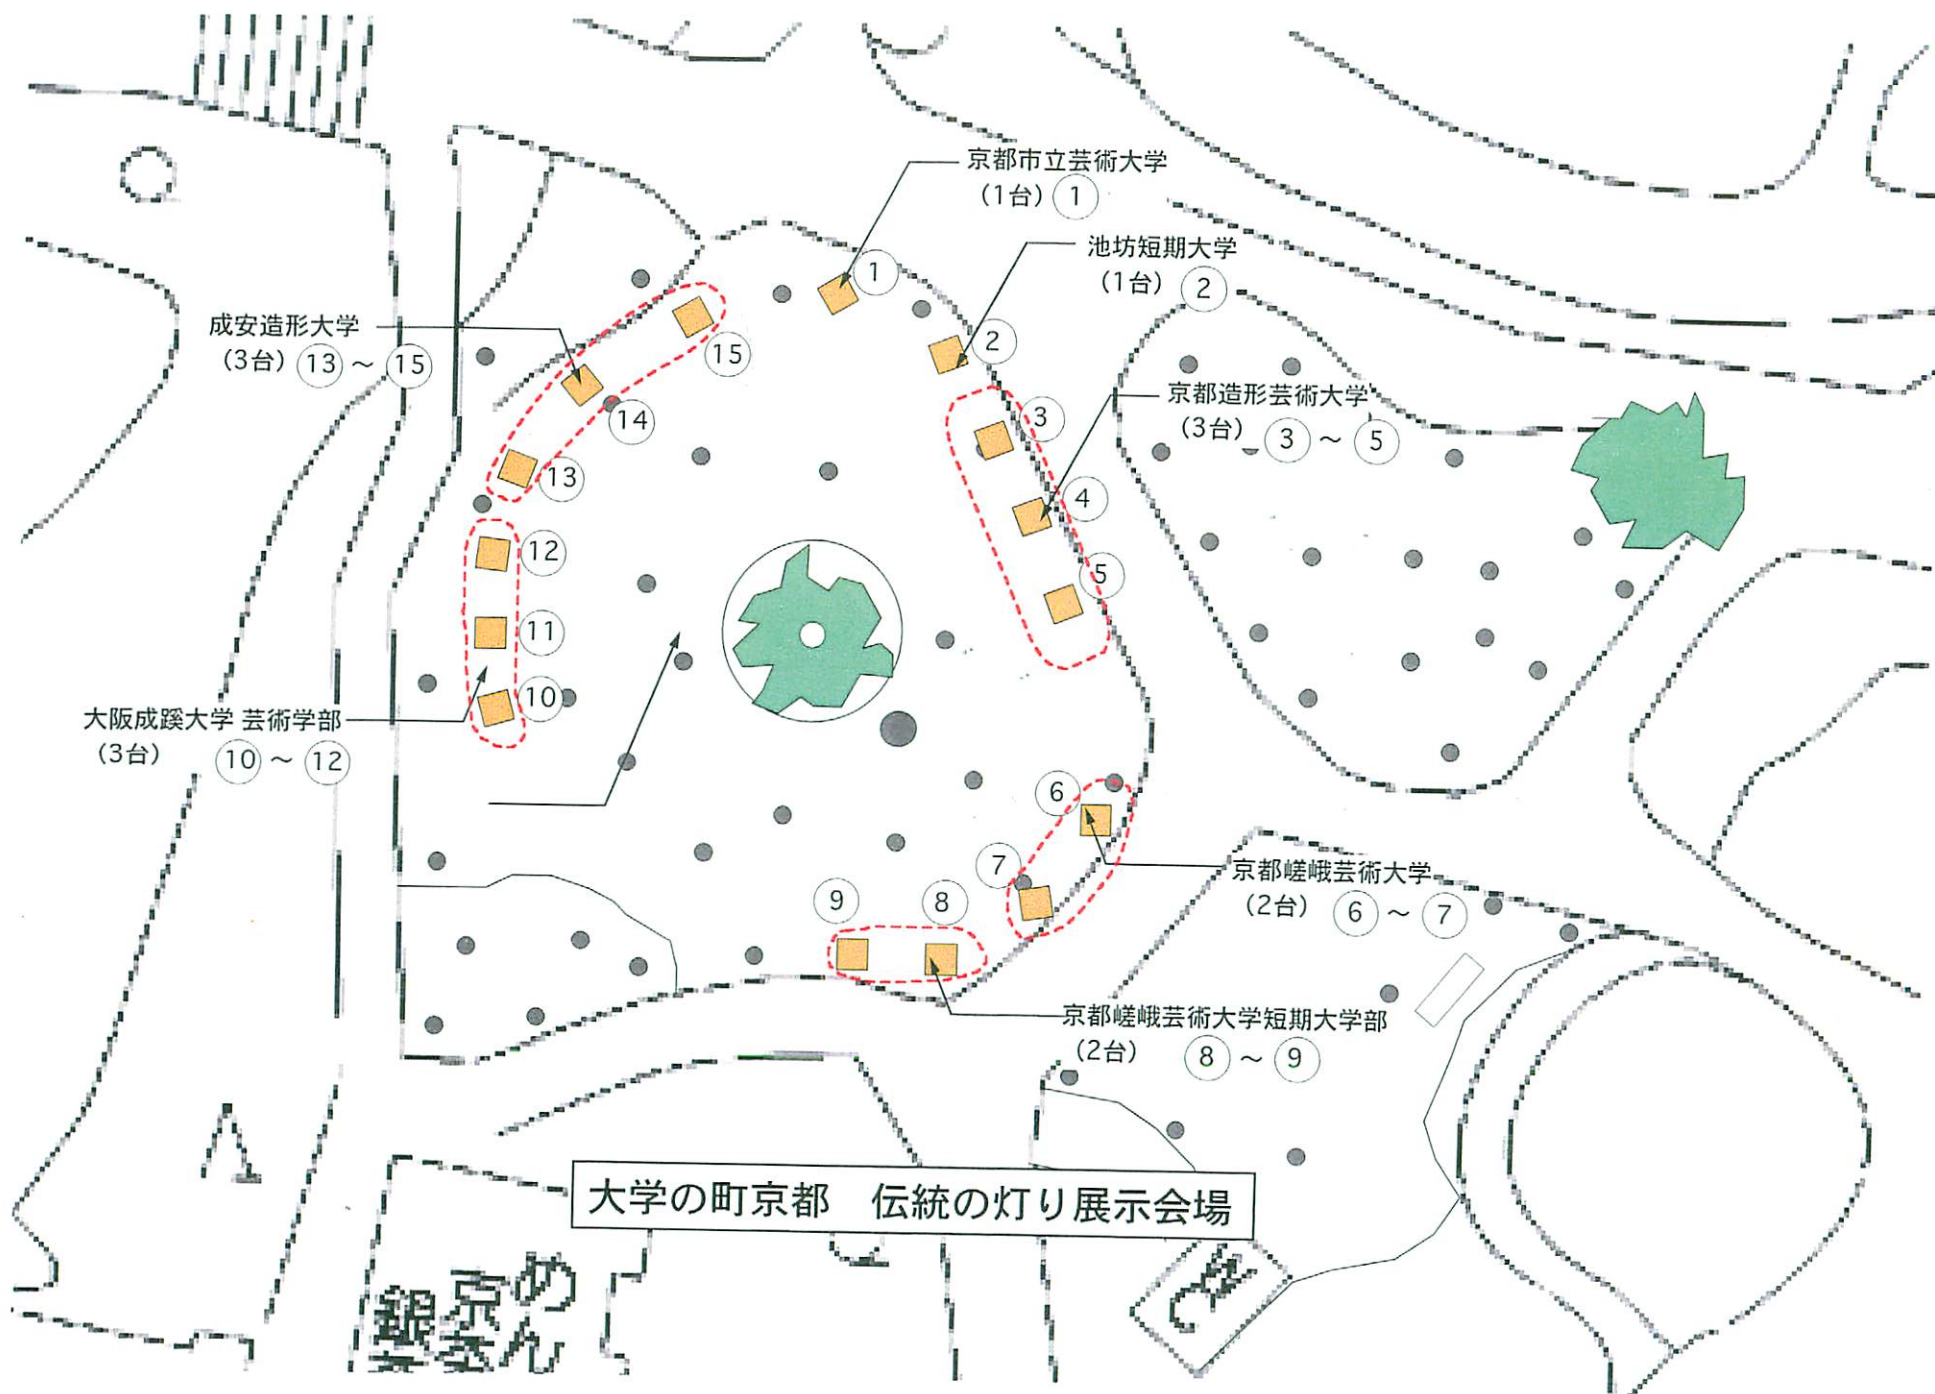 京都市立芸術大学
(1台) ①
池坊短期大学
(1台) ②
成安造形大学
(3台) ⑬ ～ ⑮
京都造形芸術大学
(3台) ③ ～ ⑤
大阪成蹊大学 芸術学部
(3台) ⑩ ～ ⑫
京都嵯峨芸術大学
(2台) ⑥ ～ ⑦
京都嵯峨芸術大学短期大学部
(2台) ⑧ ～ ⑨
①
②
③
④
⑤
⑥
⑦
⑧
⑨
⑩
⑪
⑫
⑬
⑭
⑮
大学の町京都 伝統の灯り展示会場
WC